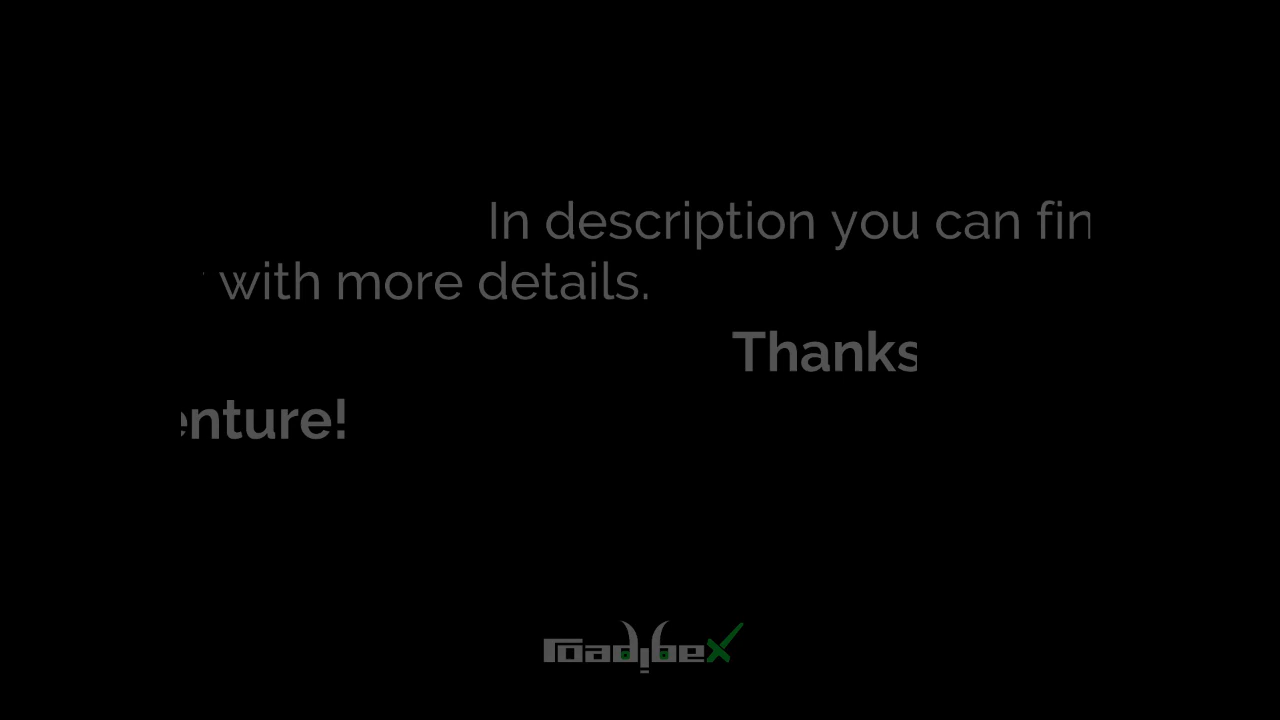 In description you can fin
with more details.
Thanks
enture!
roadibex